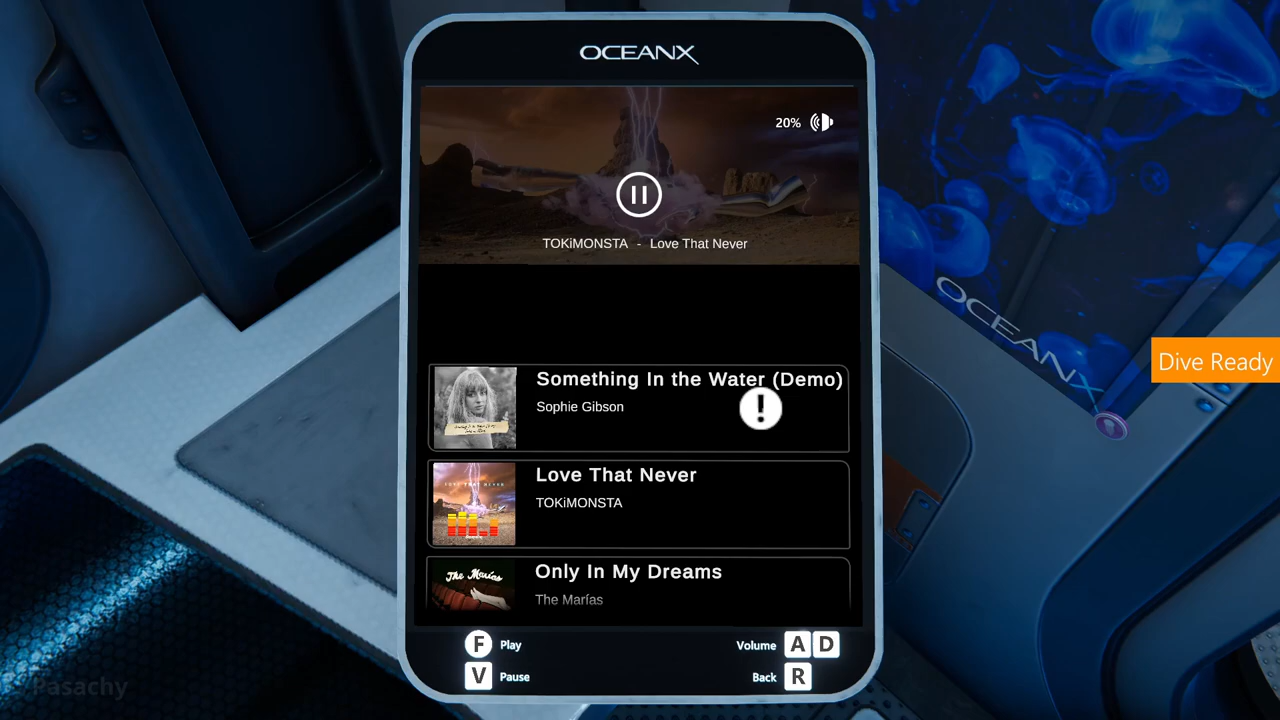 OCEANX
20%
TOKiMONSTA - Love That Never
Something In the Water (Demo)
Sophie Gibson
Love That Never
TOKiMONSTA
Only In My Dreams
The Marías
The Marías
F Play
V Pause
Volume A D
Back R
OCEANX
Dive Ready
Pasachy